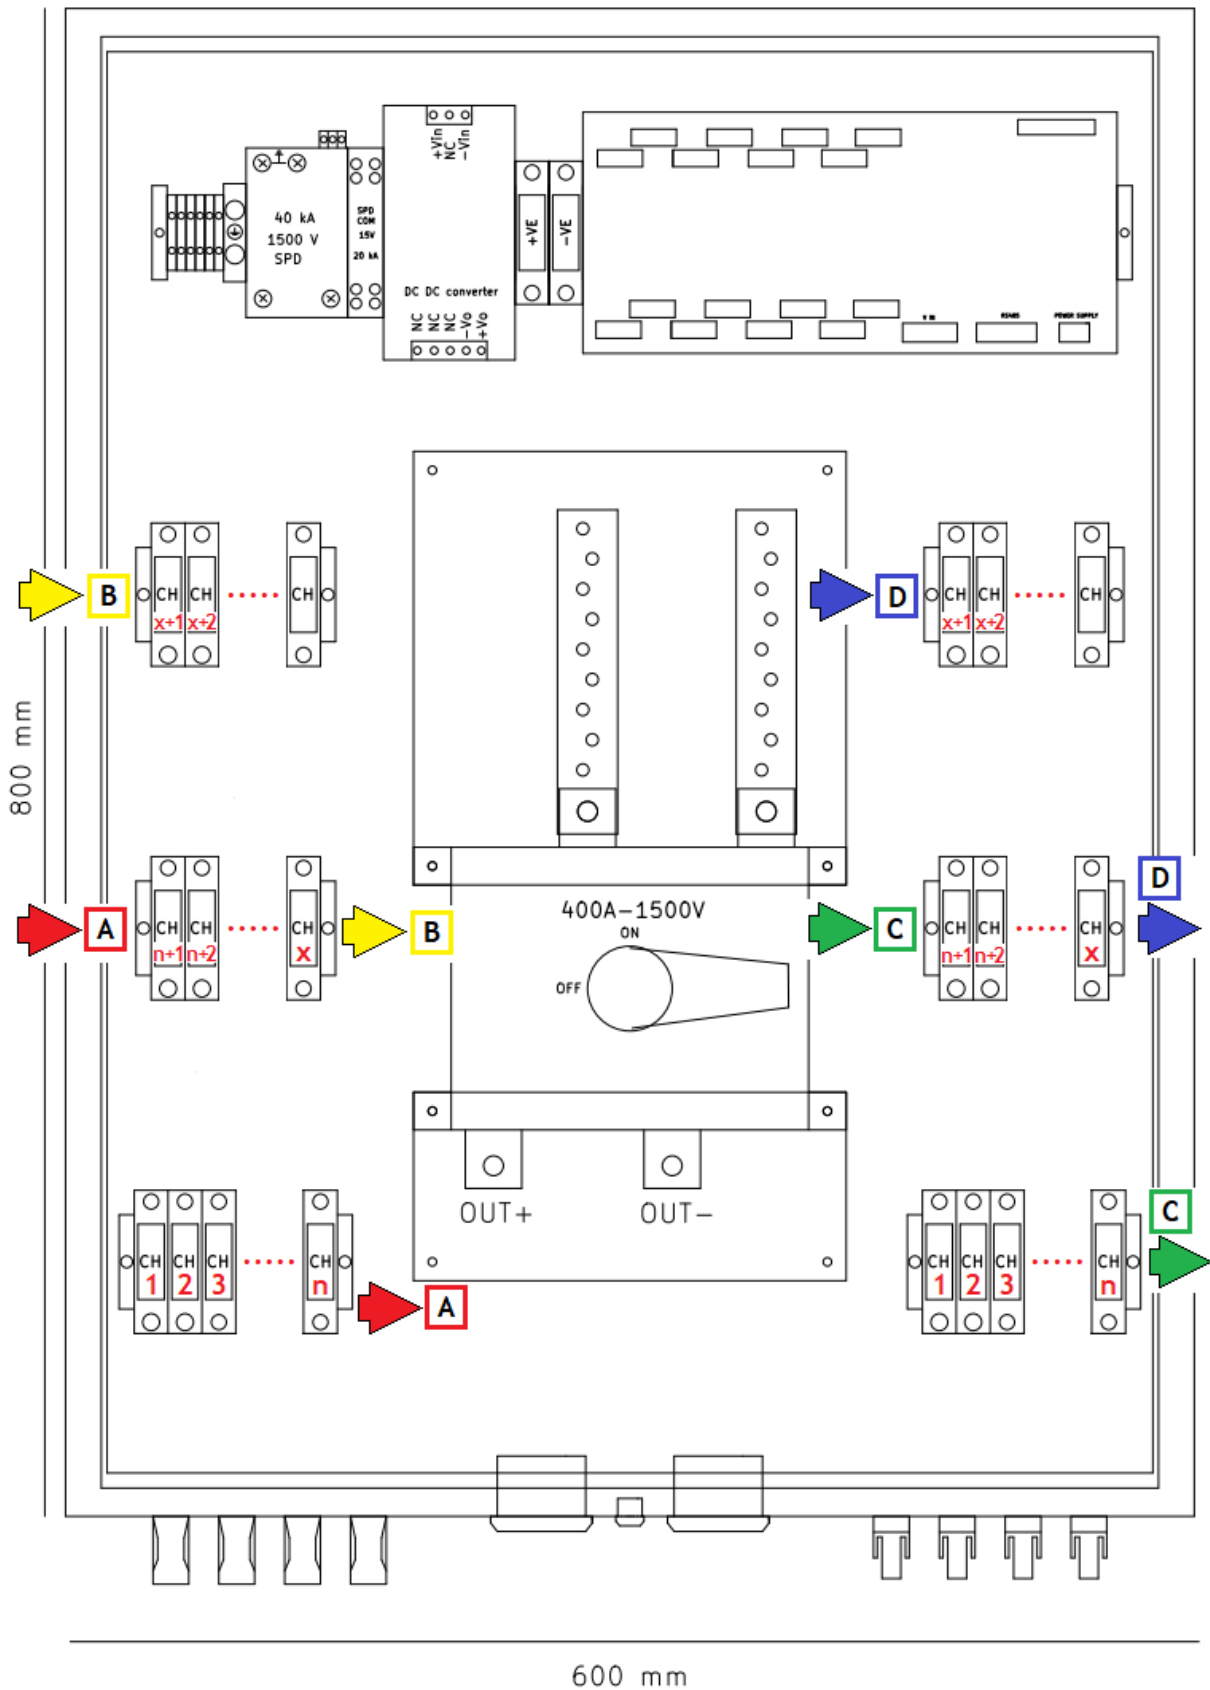 +Vin
NC
-Vin
40 kA
1500 V
SPD
SPD
COM
15V
20 kA
DC DC converter
NC
NC
NC
-Vo
+Vo
+VE
-VE
V IN
RS485
POWER SUPPLY
B
CH
x+1
CH
x+2
.....
CH
D
CH
x+1
CH
x+2
.....
CH
800 mm
A
CH
n+1
CH
n+2
.....
CH
x
B
400A-1500V
ON
OFF
C
CH
n+1
CH
n+2
.....
CH
x
D
CH
1
CH
2
CH
3
.....
CH
n
A
OUT+
OUT-
CH
1
CH
2
CH
3
.....
CH
n
C
600 mm